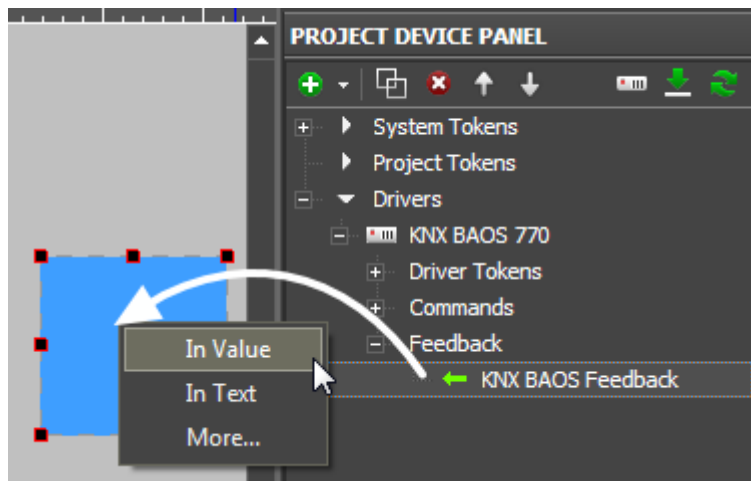 PROJECT DEVICE PANEL
System Tokens
Project Tokens
Drivers
KNX BAOS 770
Driver Tokens
Commands
Feedback
KNX BAOS Feedback
In Value
In Text
More...